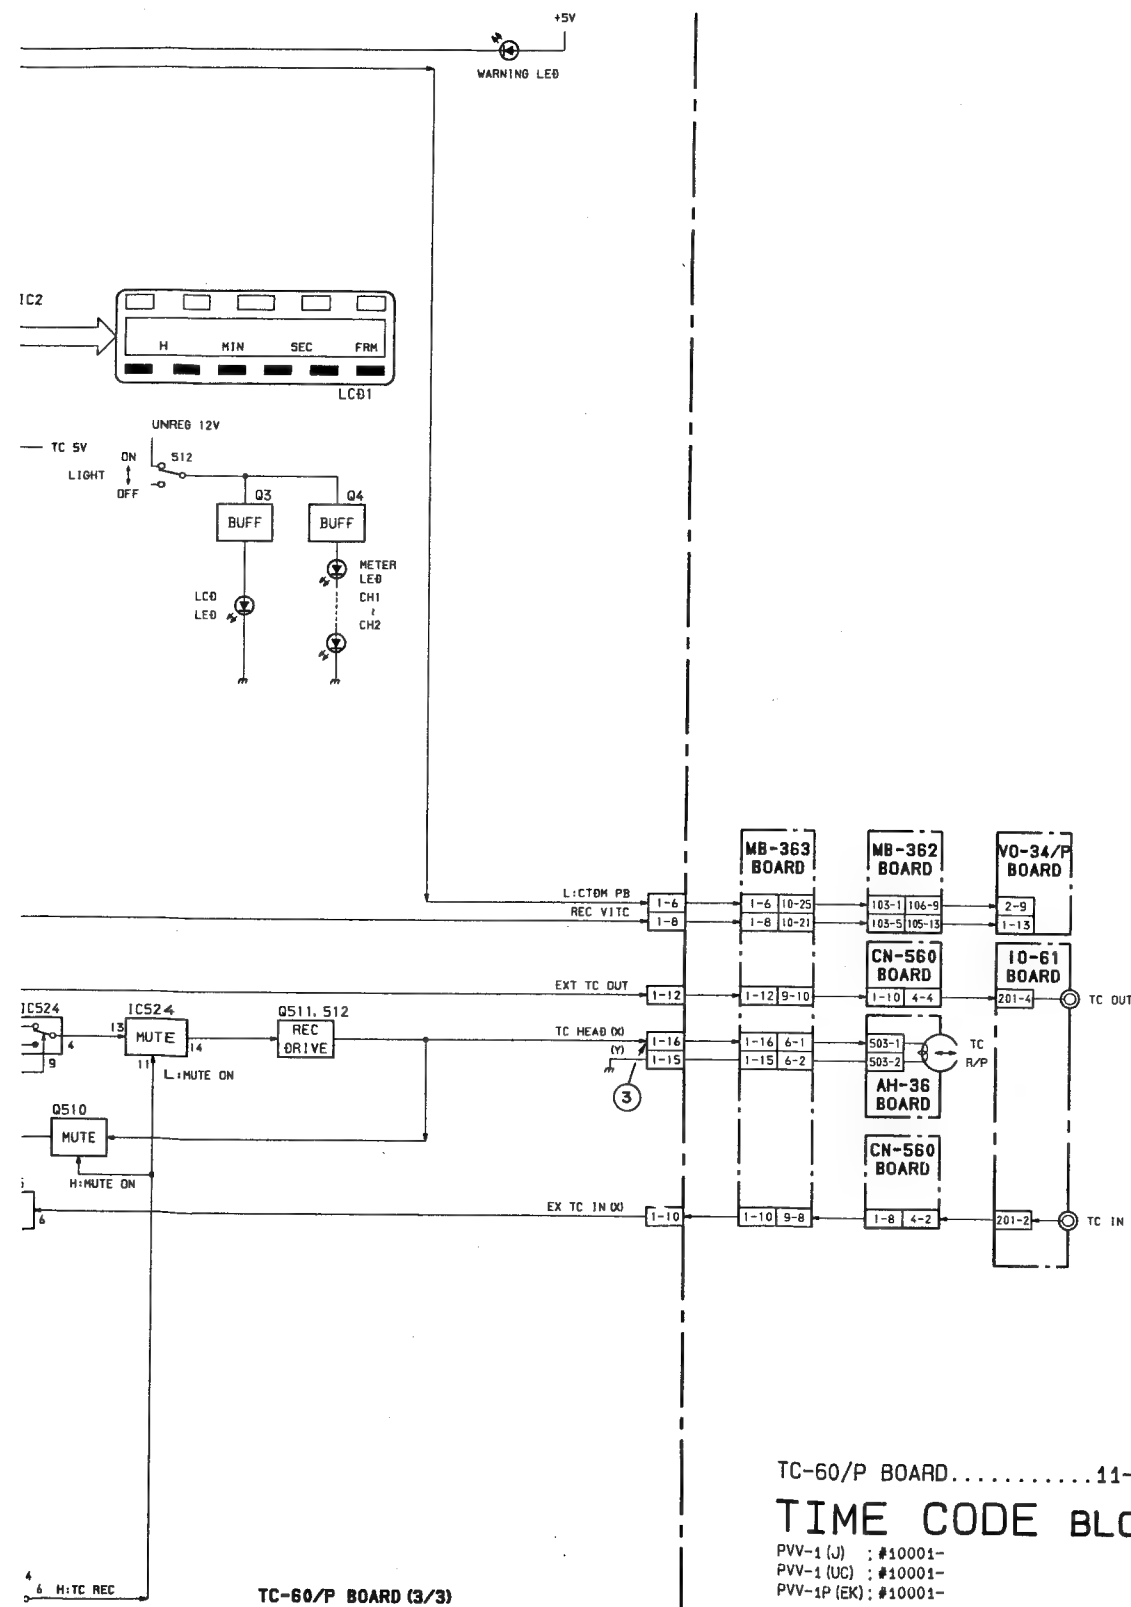 +5V
WARNING LED
IC2
H MIN SEC FRM
LCD1
UNREG 12V
TC 5V
ON
S12
LIGHT
OFF
Q3
Q4
BUFF
BUFF
METER
LED
CH1
~
CH2
LCD
LED
MB-363
BOARD
MB-362
BOARD
VO-34/P
BOARD
L:CTDM PB
1-6
1-6 10-25
103-1 106-9
2-9
REC VITC
1-8
1-8 10-21
103-5 105-13
1-13
CN-560
BOARD
IO-61
BOARD
EXT TC OUT
1-12
1-12 9-10
1-10 4-4
201-4
TC OUT
IC524
4
9
IC524
13
MUTE
14
11
L:MUTE ON
Q511, 512
REC
DRIVE
TC HEAD (X)
1-16
1-16 6-1
503-1
TC
(Y)
1-15
1-15 6-2
503-2
R/P
3
AH-36
BOARD
Q510
MUTE
H:MUTE ON
CN-560
BOARD
6
EX TC IN (X)
1-10
1-10 9-8
1-8 4-2
201-2
TC IN
TC-60/P BOARD...........11-
TIME CODE BLO
PVV-1 (J) ; #10001-
PVV-1 (UC) ; #10001-
PVV-1P (EK) ; #10001-
4
6 H:TC REC
TC-60/P BOARD (3/3)